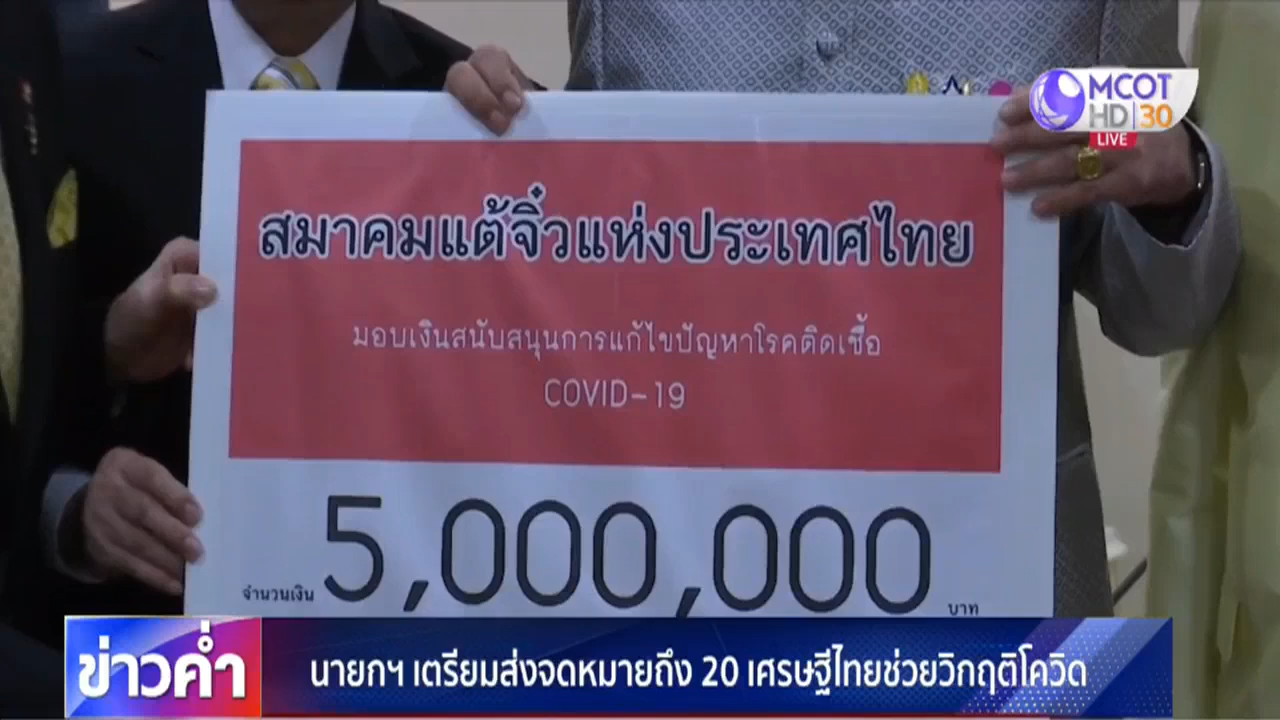 MCOT
HD 30
LIVE
สมาคมแต้จิ๋วแห่งประเทศไทย
มอบเงินสนับสนุนการแก้ไขปัญหาโรคติดเชื้อ
COVID-19
จำนวนเงิน 5,000,000 บาท
ข่าวค่ำ นายกฯ เตรียมส่งจดหมายถึง 20 เศรษฐีไทยช่วยวิกฤติโควิด